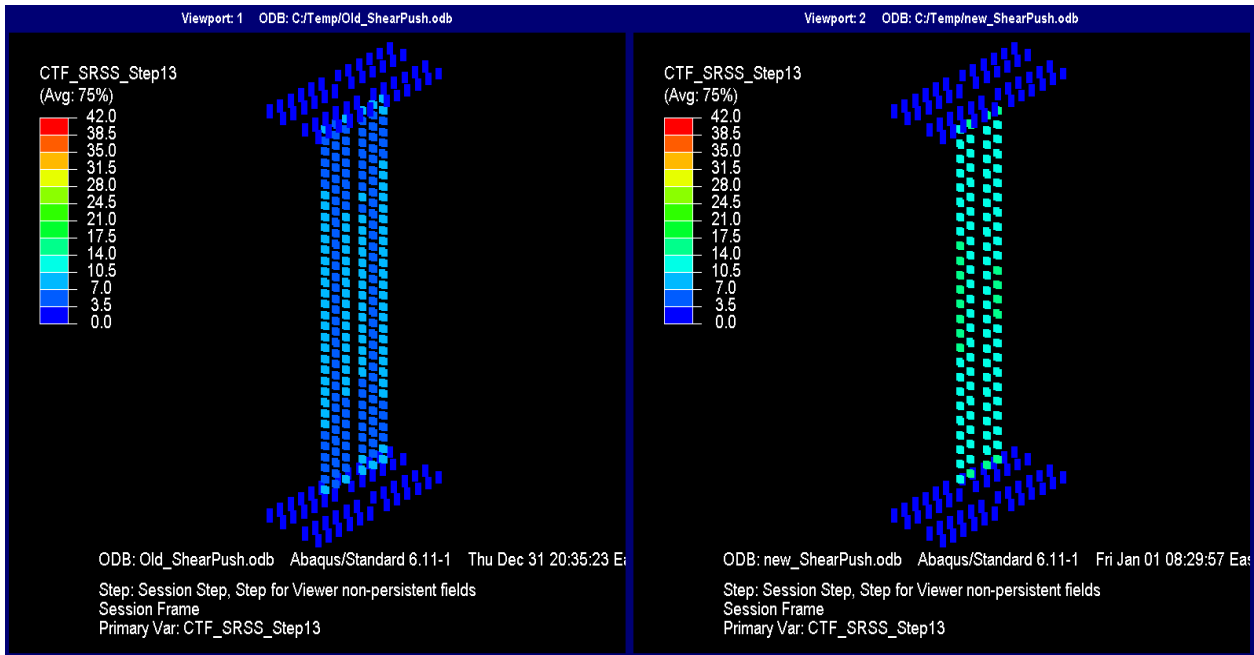 Viewport: 1 ODB: C:/Temp/Old_ShearPush.odb
CTF_SRSS_Step13
(Avg: 75%)
42.0
38.5
35.0
31.5
28.0
24.5
21.0
17.5
14.0
10.5
7.0
3.5
0.0
ODB: Old_ShearPush.odb Abaqus/Standard 6.11-1 Thu Dec 31 20:35:23 Ea
Step: Session Step, Step for Viewer non-persistent fields
Session Frame
Primary Var: CTF_SRSS_Step13
Viewport: 2 ODB: C:/Temp/new_ShearPush.odb
CTF_SRSS_Step13
(Avg: 75%)
42.0
38.5
35.0
31.5
28.0
24.5
21.0
17.5
14.0
10.5
7.0
3.5
0.0
ODB: new_ShearPush.odb Abaqus/Standard 6.11-1 Fri Jan 01 08:29:57 Eas
Step: Session Step, Step for Viewer non-persistent fields
Session Frame
Primary Var: CTF_SRSS_Step13